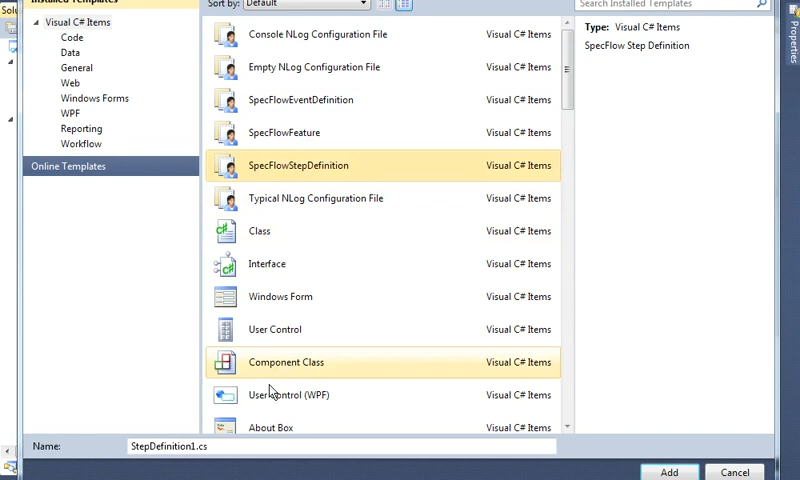 Installed Templates
Sort by: Default
Search Installed Templates
Solu
Properties
Visual C# Items
Code
Data
General
Web
Windows Forms
WPF
Reporting
Workflow
Online Templates
Console NLog Configuration File Visual C# Items
Empty NLog Configuration File Visual C# Items
SpecFlowEventDefinition Visual C# Items
SpecFlowFeature Visual C# Items
SpecFlowStepDefinition Visual C# Items
Typical NLog Configuration File Visual C# Items
Class Visual C# Items
Interface Visual C# Items
Windows Form Visual C# Items
User Control Visual C# Items
Component Class Visual C# Items
User Control (WPF) Visual C# Items
About Box Visual C# Items
Type: Visual C# Items
SpecFlow Step Definition
Name: StepDefinition1.cs
Add Cancel